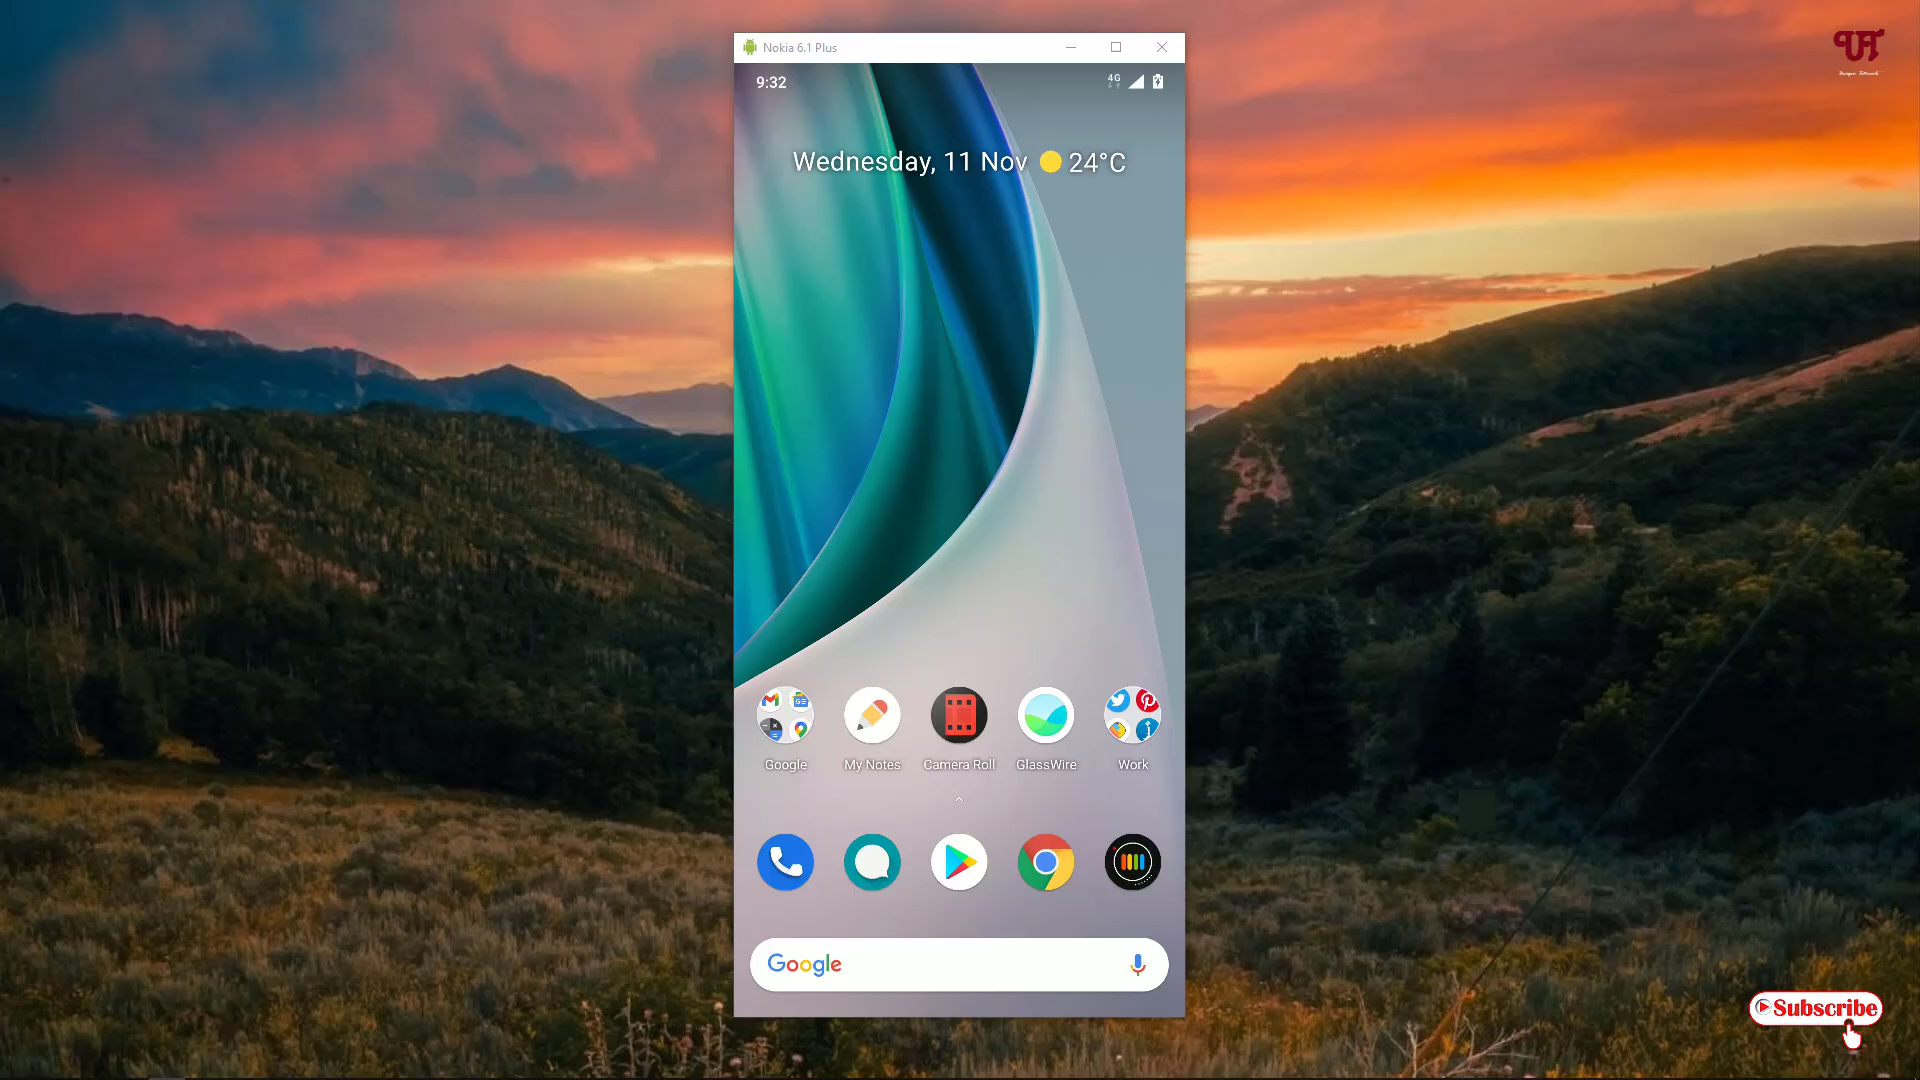 Nokia 6.1 Plus
9:32
4G
Wednesday, 11 Nov 24°C
Google
My Notes
Camera Roll
GlassWire
Work
Google
Subscribe